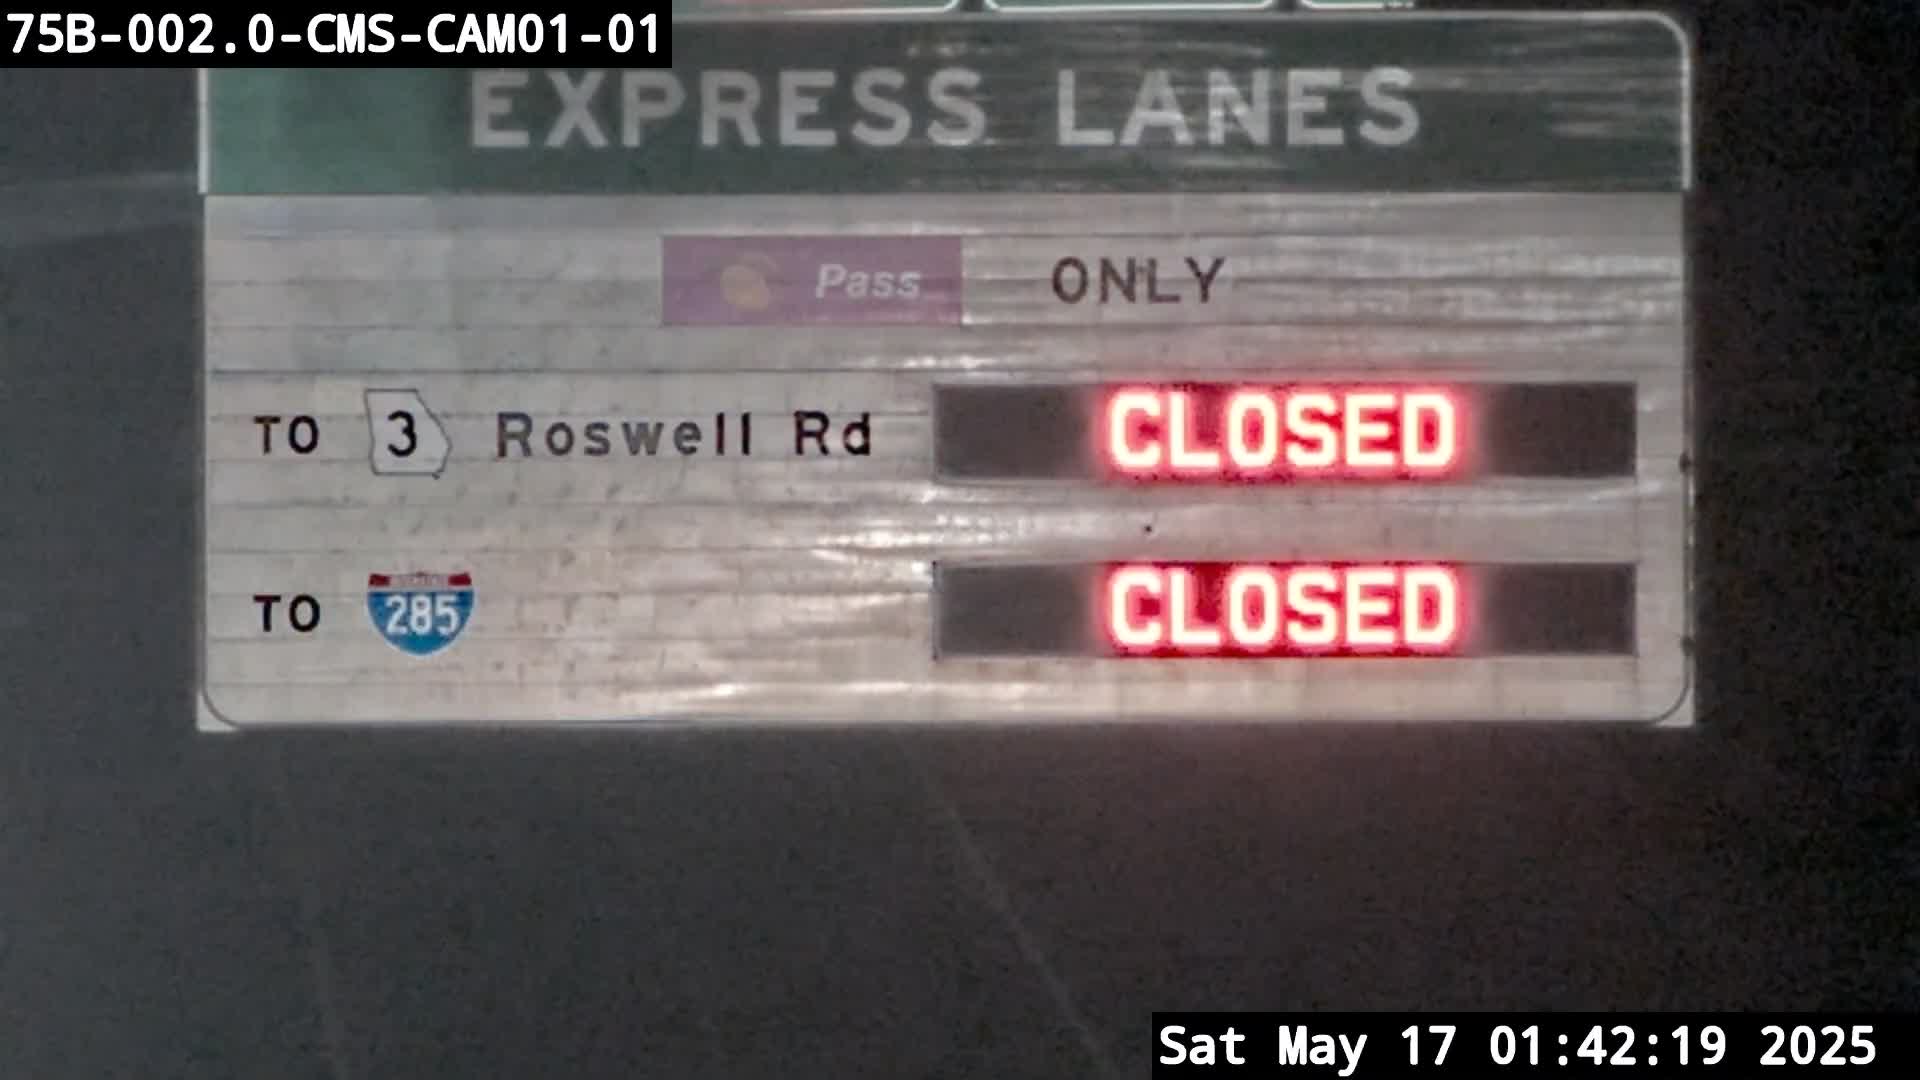 75B-002.0-CMS-CAM01-01
EXPRESS LANES
Pass ONLY
TO 3 Roswell Rd CLOSED
TO 285 CLOSED
Sat May 17 01:42:19 2025